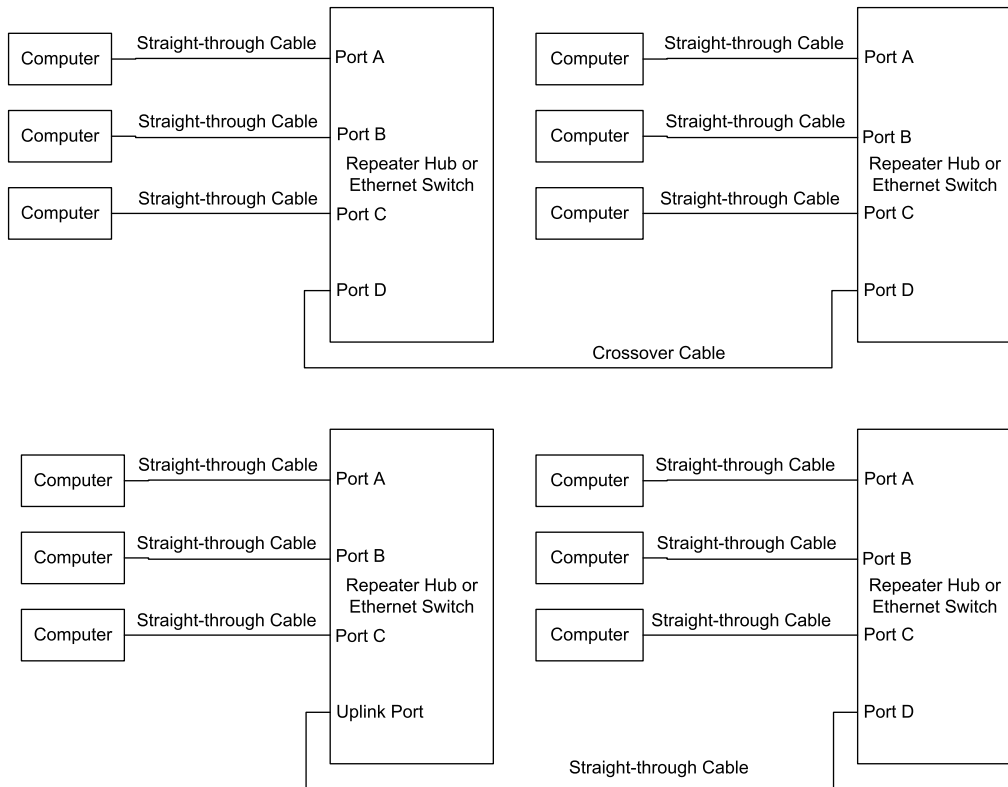 Straight-through Cable
Computer
Port A
Straight-through Cable
Computer
Port B
Repeater Hub or
Ethernet Switch
Straight-through Cable
Computer
Port C
Port D
Straight-through Cable
Computer
Port A
Straight-through Cable
Computer
Port B
Repeater Hub or
Ethernet Switch
Straight-through Cable
Computer
Port C
Port D
Crossover Cable
Straight-through Cable
Computer
Port A
Straight-through Cable
Computer
Port B
Repeater Hub or
Ethernet Switch
Straight-through Cable
Computer
Port C
Uplink Port
Straight-through Cable
Computer
Port A
Straight-through Cable
Computer
Port B
Repeater Hub or
Ethernet Switch
Straight-through Cable
Computer
Port C
Port D
Straight-through Cable